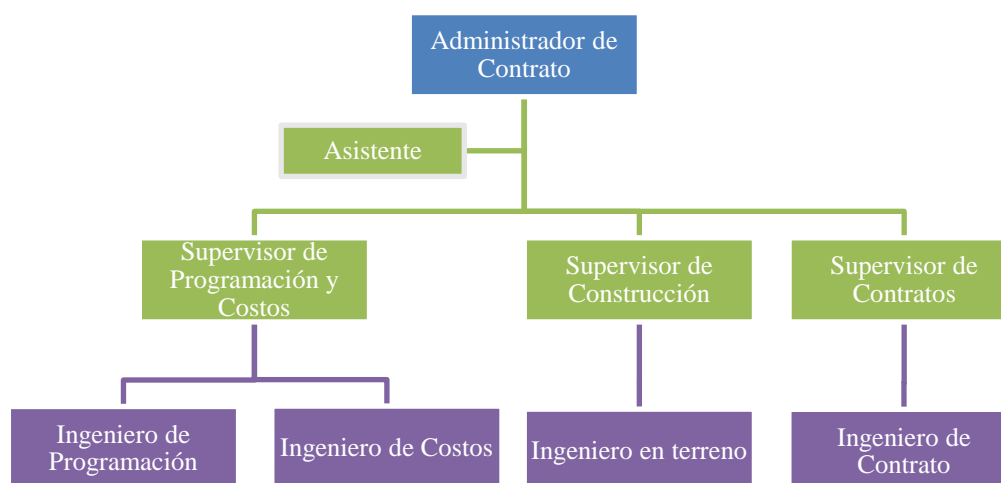 Administrador de
Contrato
Asistente
Supervisor de
Programación y
Costos
Supervisor de
Construcción
Supervisor de
Contratos
Ingeniero de
Programación
Ingeniero de Costos
Ingeniero en terreno
Ingeniero de
Contrato